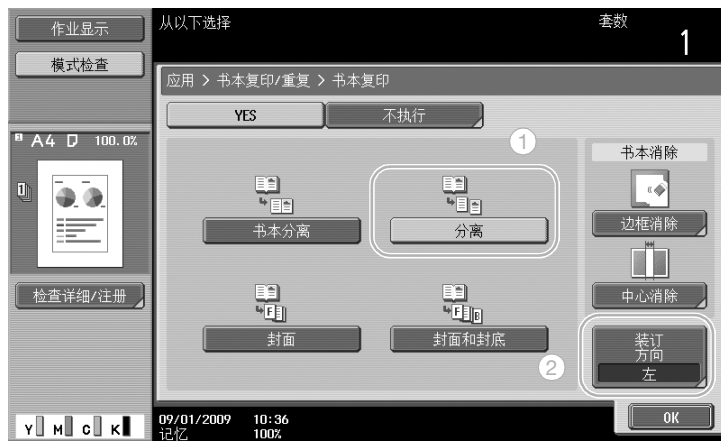 作业显示
模式检查
从以下选择
套数
1
应用 > 书本复印/重复 > 书本复印
YES
不执行
1
A4 100.0%
1
书本消除
书本分离
分离
边框消除
检查详细/注册
F
F B
中心消除
封面
封面和封底
装订
方向
左
2
Y M C K
09/01/2009 10:36
记忆 100%
OK